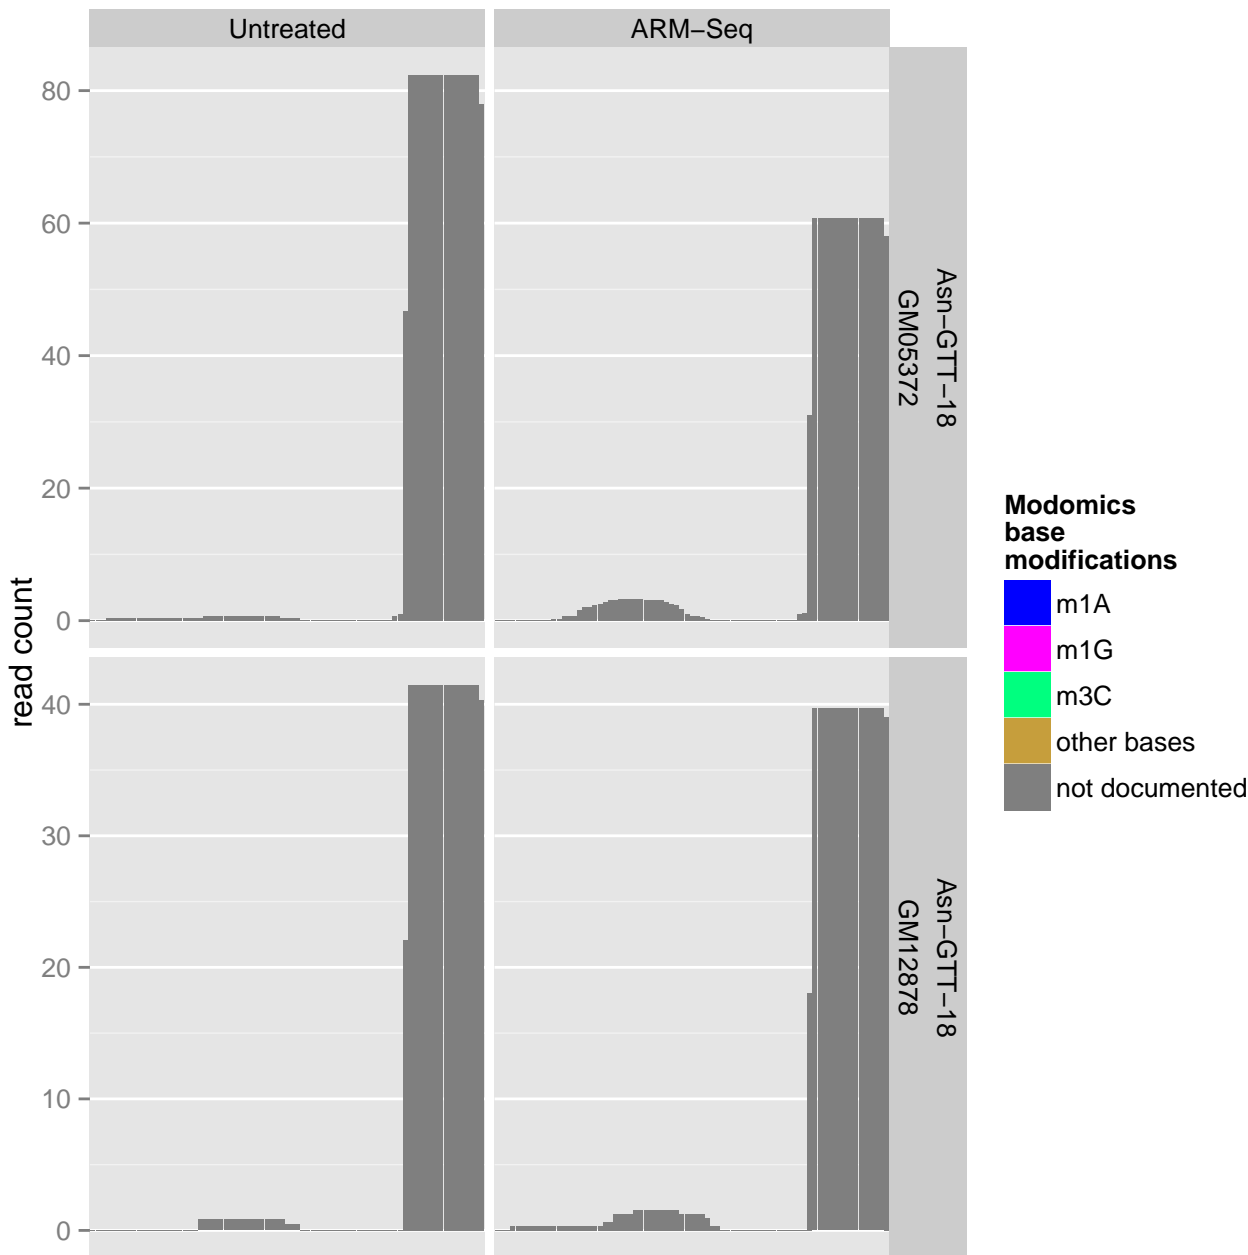 Untreated
ARM−Seq
80
60
40
20
0
Asn−GTT−18
GM05372
read count
40
30
20
10
0
Asn−GTT−18
GM12878
Modomics
base
modifications
m1A
m1G
m3C
other bases
not documented